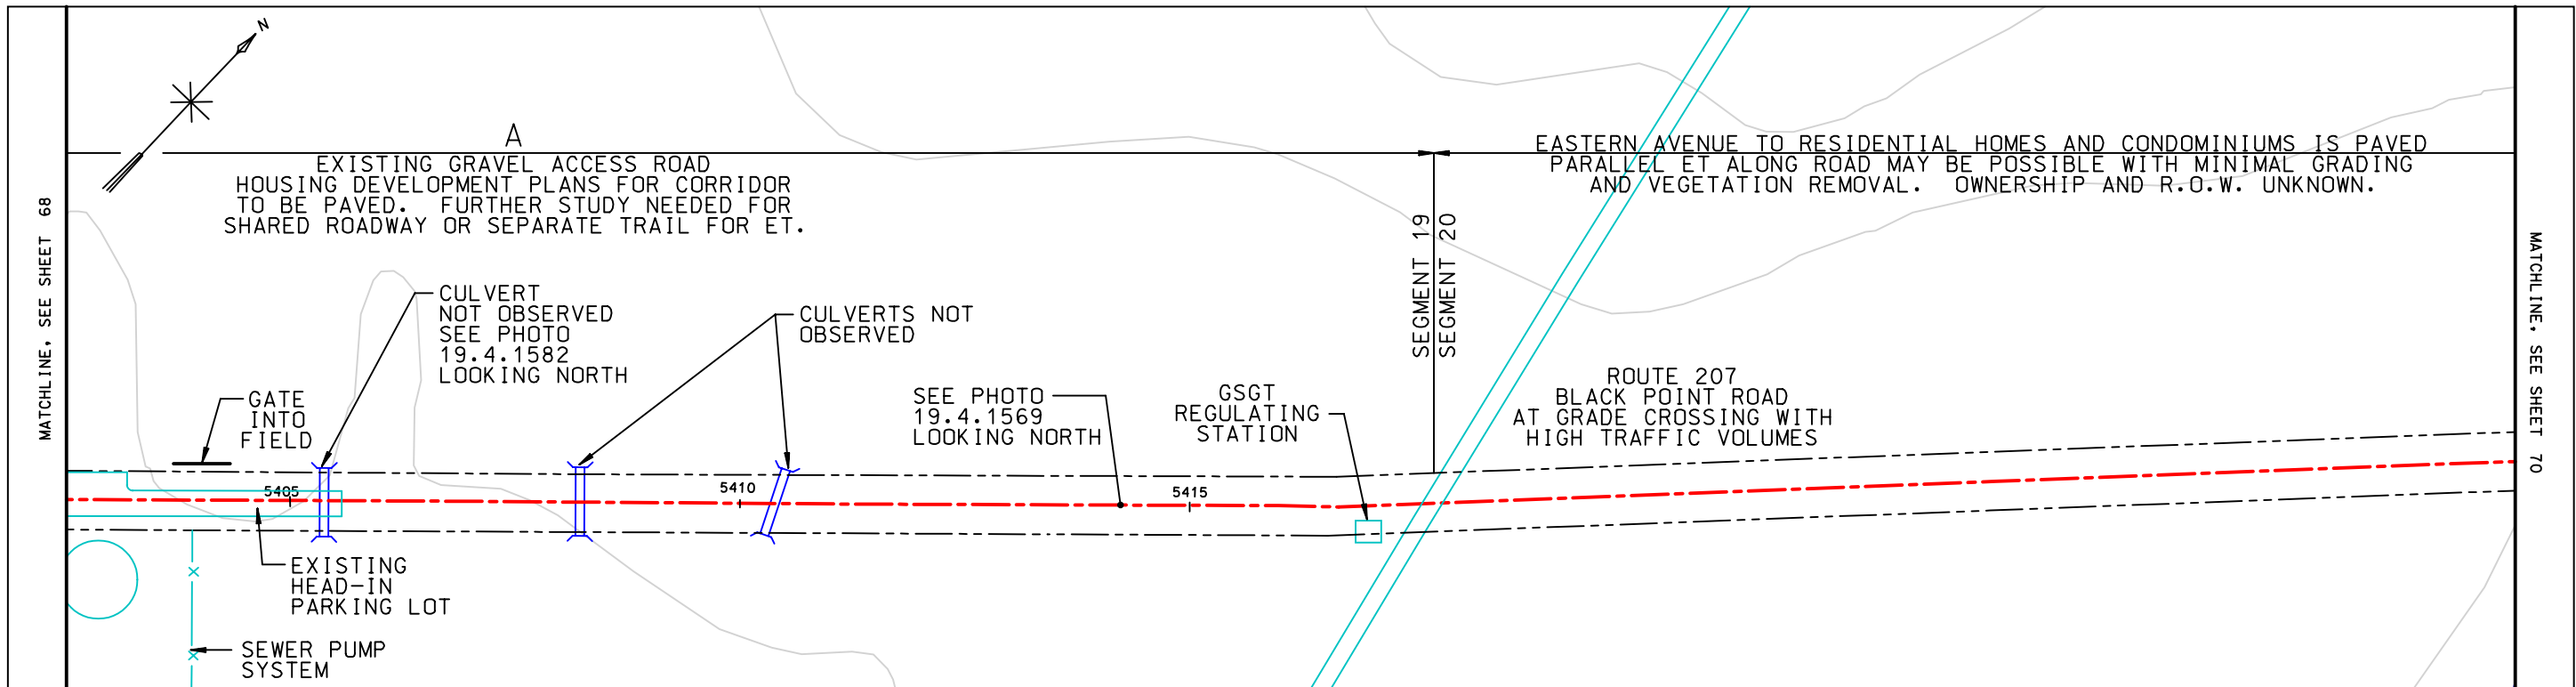 N
MATCHLINE, SEE SHEET 68
A
EXISTING GRAVEL ACCESS ROAD
HOUSING DEVELOPMENT PLANS FOR CORRIDOR
TO BE PAVED. FURTHER STUDY NEEDED FOR
SHARED ROADWAY OR SEPARATE TRAIL FOR ET.
EASTERN AVENUE TO RESIDENTIAL HOMES AND CONDOMINIUMS IS PAVED
PARALLEL ET ALONG ROAD MAY BE POSSIBLE WITH MINIMAL GRADING
AND VEGETATION REMOVAL. OWNERSHIP AND R.O.W. UNKNOWN.
SEGMENT 19
SEGMENT 20
CULVERT
NOT OBSERVED
SEE PHOTO
19.4.1582
LOOKING NORTH
CULVERTS NOT
OBSERVED
GATE
INTO
FIELD
SEE PHOTO
19.4.1569
LOOKING NORTH
GSGT
REGULATING
STATION
ROUTE 207
BLACK POINT ROAD
AT GRADE CROSSING WITH
HIGH TRAFFIC VOLUMES
5405
5410
5415
EXISTING
HEAD-IN
PARKING LOT
SEWER PUMP
SYSTEM
MATCHLINE, SEE SHEET 70